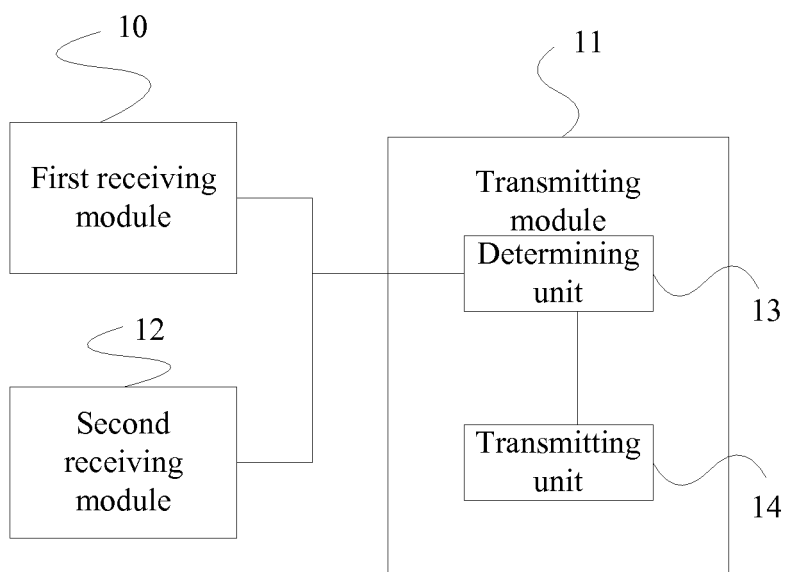 10
11
First receiving
module
Transmitting
module
Determining
unit
13
12
Second
receiving
module
Transmitting
unit
14